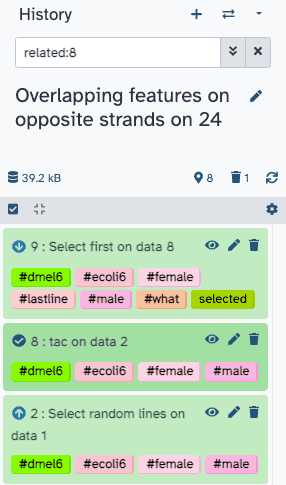 History
related:8
Overlapping features on
opposite strands on 24
39.2 kB 8 1
9 : Select first on data 8
#dmel6 #ecoli6 #female
#lastline #male #what selected
8 : tac on data 2
#dmel6 #ecoli6 #female #male
2 : Select random lines on
data 1
#dmel6 #ecoli6 #female #male